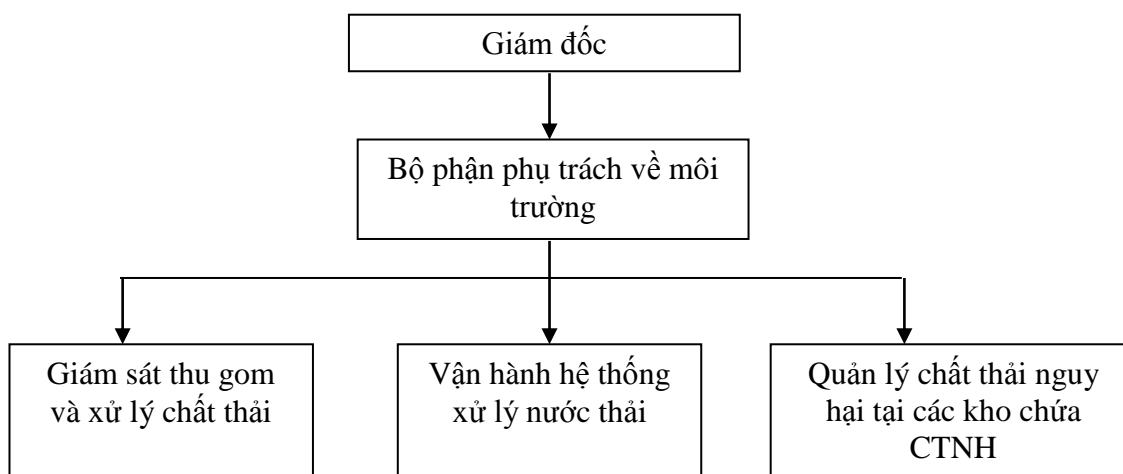 Giám đốc
Bộ phận phụ trách về môi
trường
Giám sát thu gom
và xử lý chất thải
Vận hành hệ thống
xử lý nước thải
Quản lý chất thải nguy
hại tại các kho chứa
CTNH